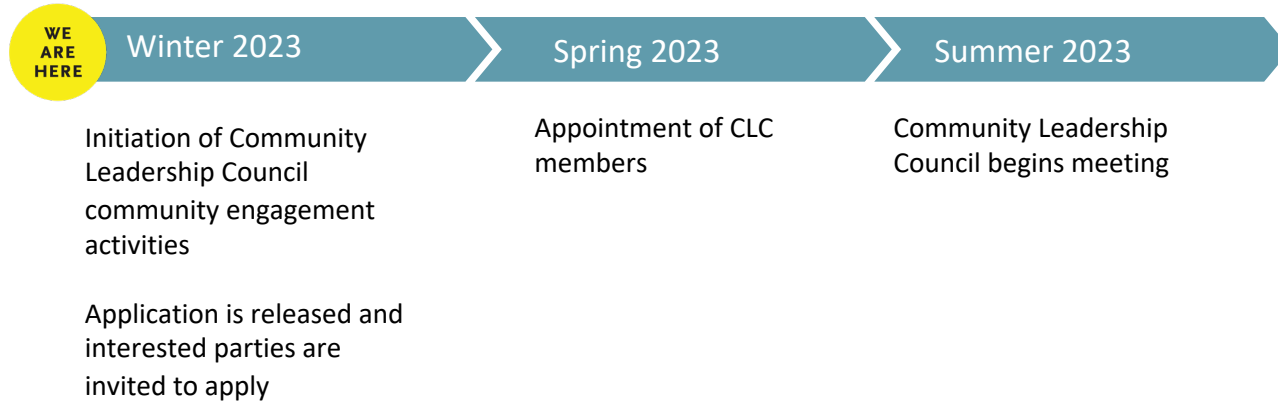 WE
ARE
HERE
Winter 2023
Spring 2023
Summer 2023
Initiation of Community
Leadership Council
community engagement
activities
Application is released and
interested parties are
invited to apply
Appointment of CLC
members
Community Leadership
Council begins meeting